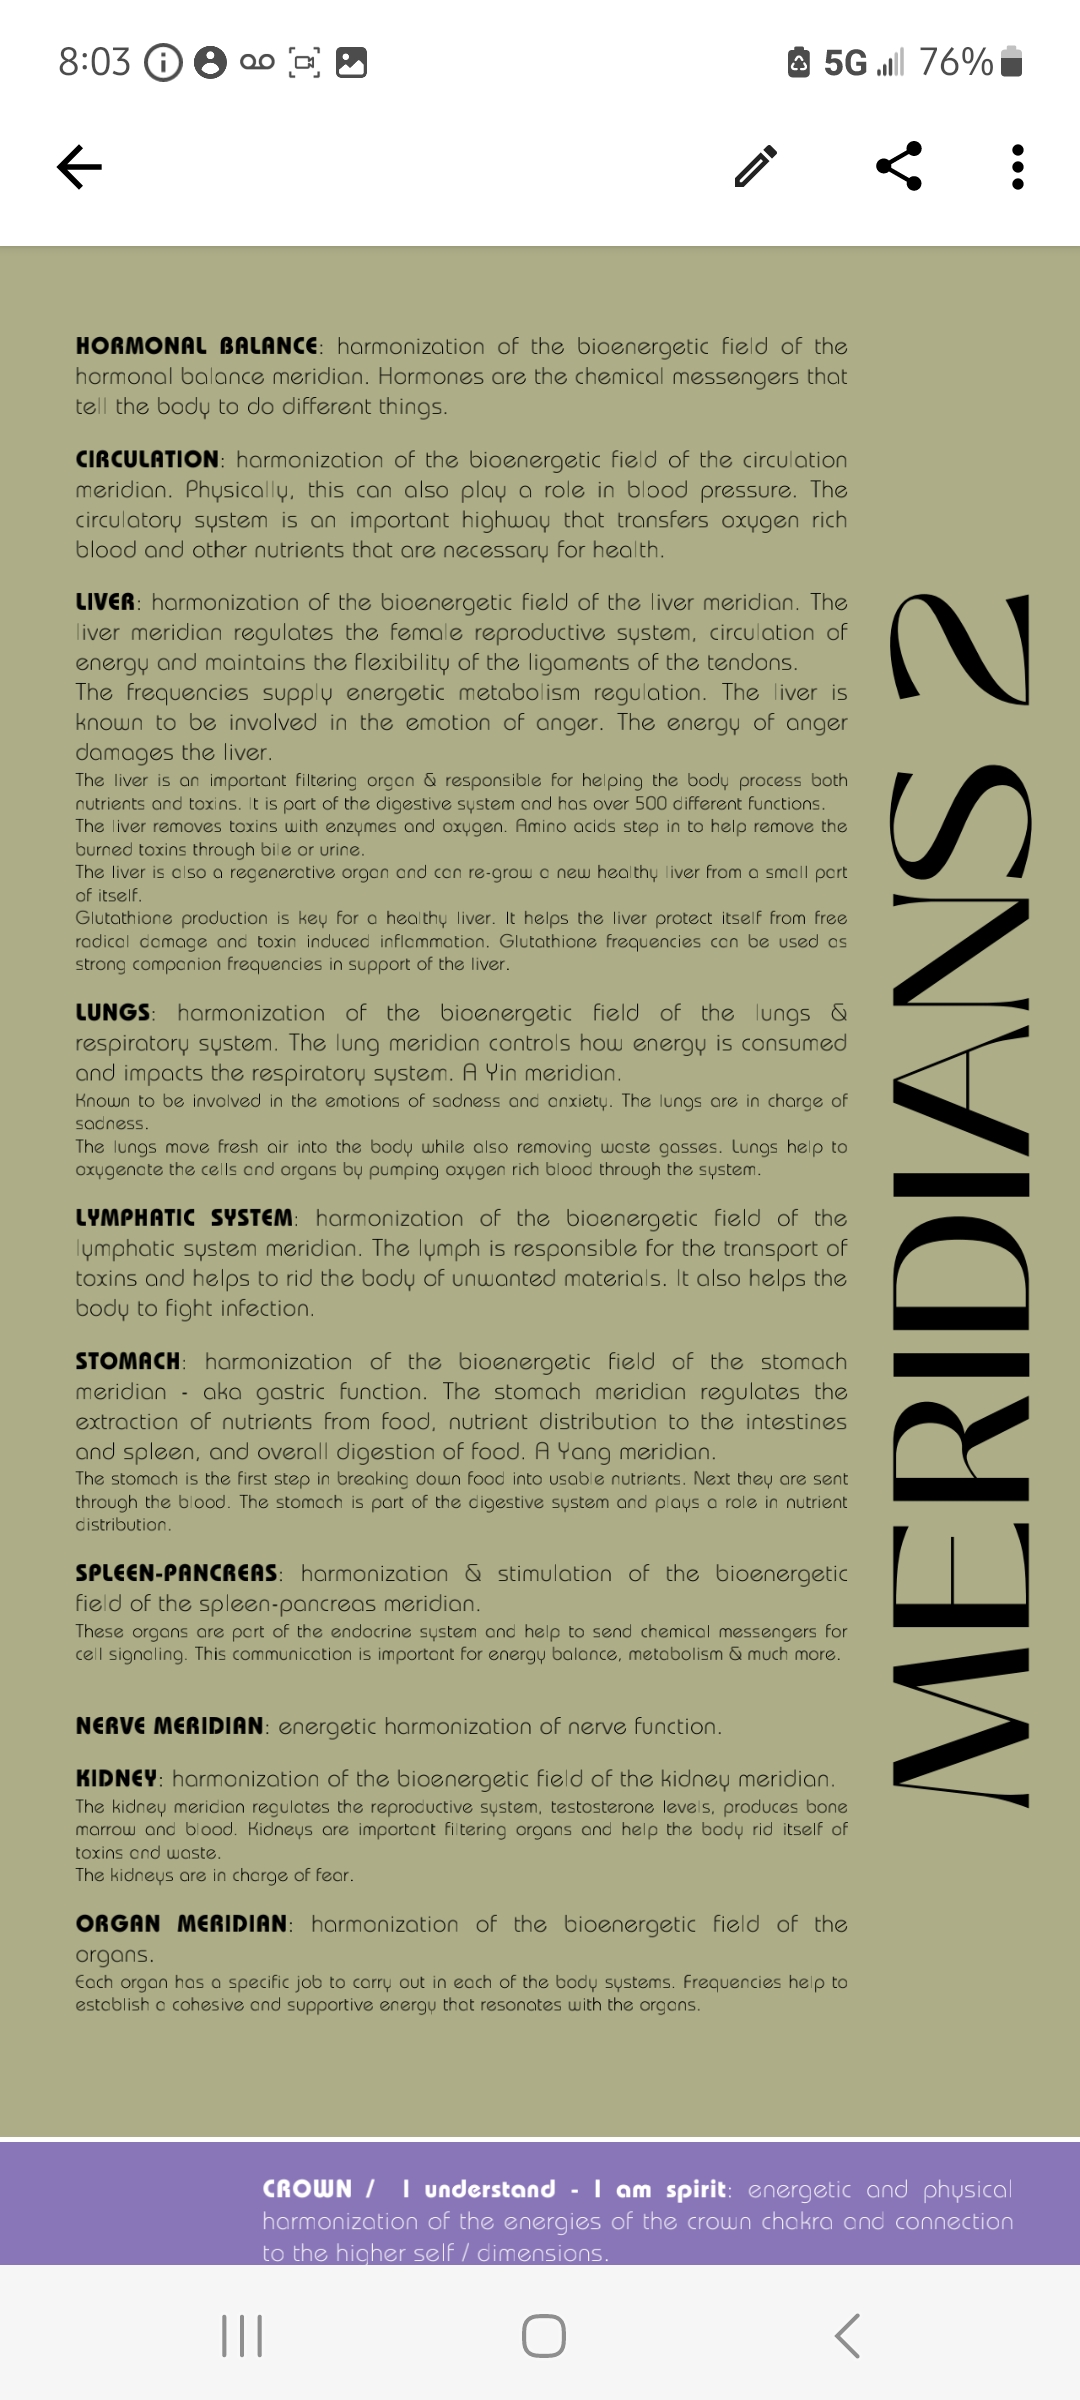 8:03
5G 76%
HORMONAL BALANCE: harmonization of the bioenergetic field of the
hormonal balance meridian. Hormones are the chemical messengers that
tell the body to do different things.
CIRCULATION: harmonization of the bioenergetic field of the circulation
meridian. Physically, this can also play a role in blood pressure. The
circulatory system is an important highway that transfers oxygen rich
blood and other nutrients that are necessary for health.
LIVER: harmonization of the bioenergetic field of the liver meridian. The
liver meridian regulates the female reproductive system, circulation of
energy and maintains the flexibility of the ligaments of the tendons.
The frequencies supply energetic metabolism regulation. The liver is
known to be involved in the emotion of anger. The energy of anger
damages the liver.
The liver is an important filtering organ & responsible for helping the body process both
nutrients and toxins. It is part of the digestive system and has over 500 different functions.
The liver removes toxins with enzymes and oxygen. Amino acids step in to help remove the
burned toxins through bile or urine.
The liver is also a regenerative organ and can re-grow a new healthy liver from a small part
of itself.
Glutathione production is key for a healthy liver. It helps the liver protect itself from free
radical damage and toxin induced inflammation. Glutathione frequencies can be used as
strong companion frequencies in support of the liver.
LUNGS: harmonization of the bioenergetic field of the lungs &
respiratory system. The lung meridian controls how energy is consumed
and impacts the respiratory system. A Yin meridian.
Known to be involved in the emotions of sadness and anxiety. The lungs are in charge of
sadness.
The lungs move fresh air into the body while also removing waste gasses. Lungs help to
oxygenate the cells and organs by pumping oxygen rich blood through the system.
LYMPHATIC SYSTEM: harmonization of the bioenergetic field of the
lymphatic system meridian. The lymph is responsible for the transport of
toxins and helps to rid the body of unwanted materials. It also helps the
body to fight infection.
STOMACH: harmonization of the bioenergetic field of the stomach
meridian - aka gastric function. The stomach meridian regulates the
extraction of nutrients from food, nutrient distribution to the intestines
and spleen, and overall digestion of food. A Yang meridian.
The stomach is the first step in breaking down food into usable nutrients. Next they are sent
through the blood. The stomach is part of the digestive system and plays a role in nutrient
distribution.
SPLEEN-PANCREAS: harmonization & stimulation of the bioenergetic
field of the spleen-pancreas meridian.
These organs are part of the endocrine system and help to send chemical messengers for
cell signaling. This communication is important for energy balance, metabolism & much more.
NERVE MERIDIAN: energetic harmonization of nerve function.
KIDNEY: harmonization of the bioenergetic field of the kidney meridian.
The kidney meridian regulates the reproductive system, testosterone levels, produces bone
marrow and blood. Kidneys are important filtering organs and help the body rid itself of
toxins and waste.
The kidneys are in charge of fear.
ORGAN MERIDIAN: harmonization of the bioenergetic field of the
organs.
Each organ has a specific job to carry out in each of the body systems. Frequencies help to
establish a cohesive and supportive energy that resonates with the organs.
MERIDIANS 2
CROWN / I understand - I am spirit: energetic and physical
harmonization of the energies of the crown chakra and connection
to the higher self / dimensions.